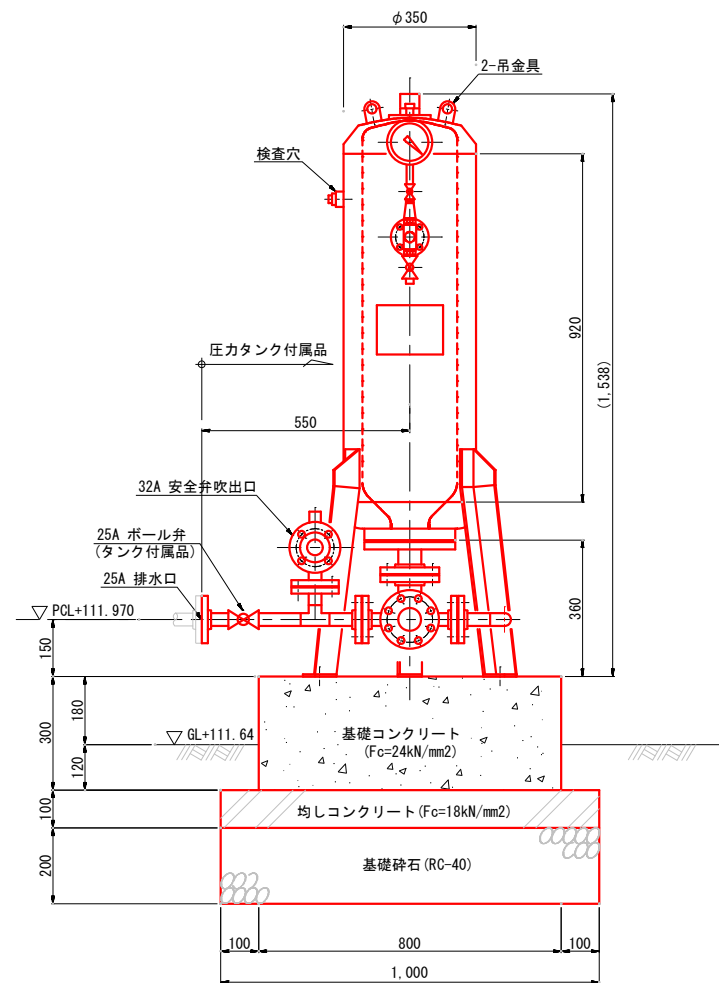 φ350
2-吊金具
検査穴
圧力タンク付属品
550
920
(1,538)
32A 安全弁吹出口
25A ボール弁
(タンク付属品)
25A 排水口
PCL+111.970
360
150
300
180
基礎コンクリート
(Fc=24kN/mm2)
GL+111.64
120
100
均しコンクリート(Fc=18kN/mm2)
200
基礎砕石(RC-40)
100
800
100
1,000